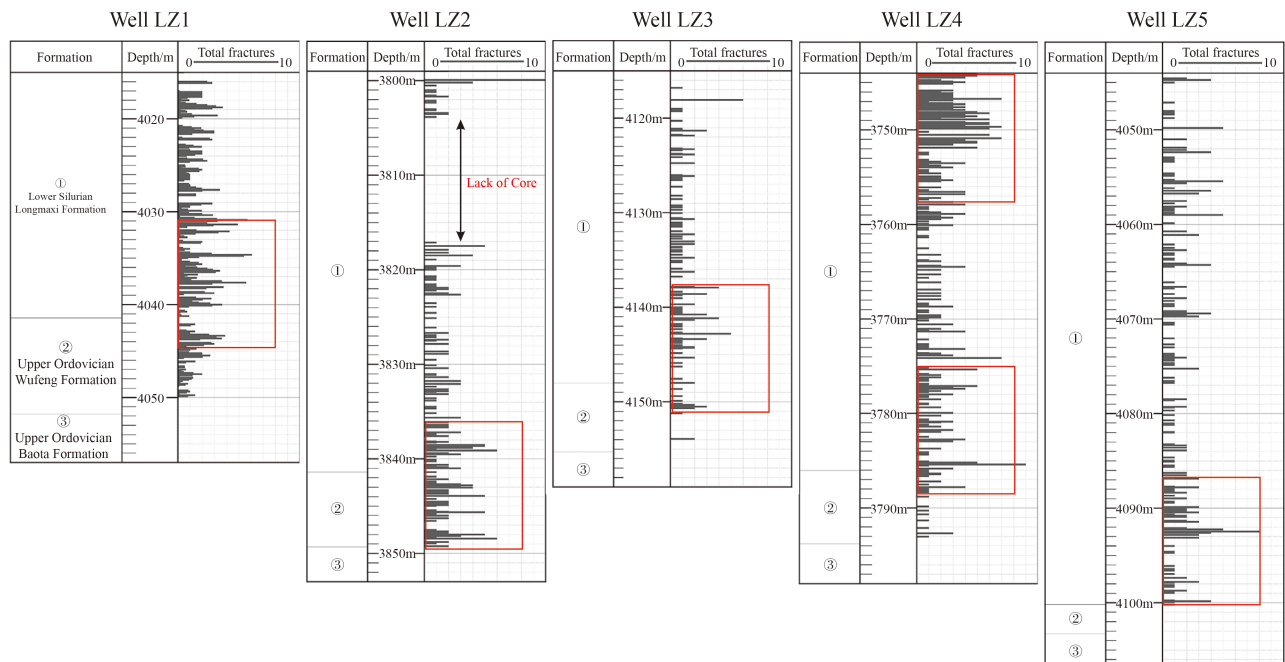 Well LZ1
Formation
Depth/m
Total fractures
0 10
4020
4030
4040
4050
①
Lower Silurian
Longmaxi Formation
②
Upper Ordovician
Wufeng Formation
③
Upper Ordovician
Baota Formation
Well LZ2
Formation
Depth/m
Total fractures
0 10
3800m
3810m
3820m
3830m
3840m
3850m
Lack of Core
①
②
③
Well LZ3
Formation
Depth/m
Total fractures
0 10
4120m
4130m
4140m
4150m
①
②
③
Well LZ4
Formation
Depth/m
Total fractures
0 10
3750m
3760m
3770m
3780m
3790m
①
②
③
Well LZ5
Formation
Depth/m
Total fractures
0 10
4050m
4060m
4070m
4080m
4090m
4100m
①
②
③